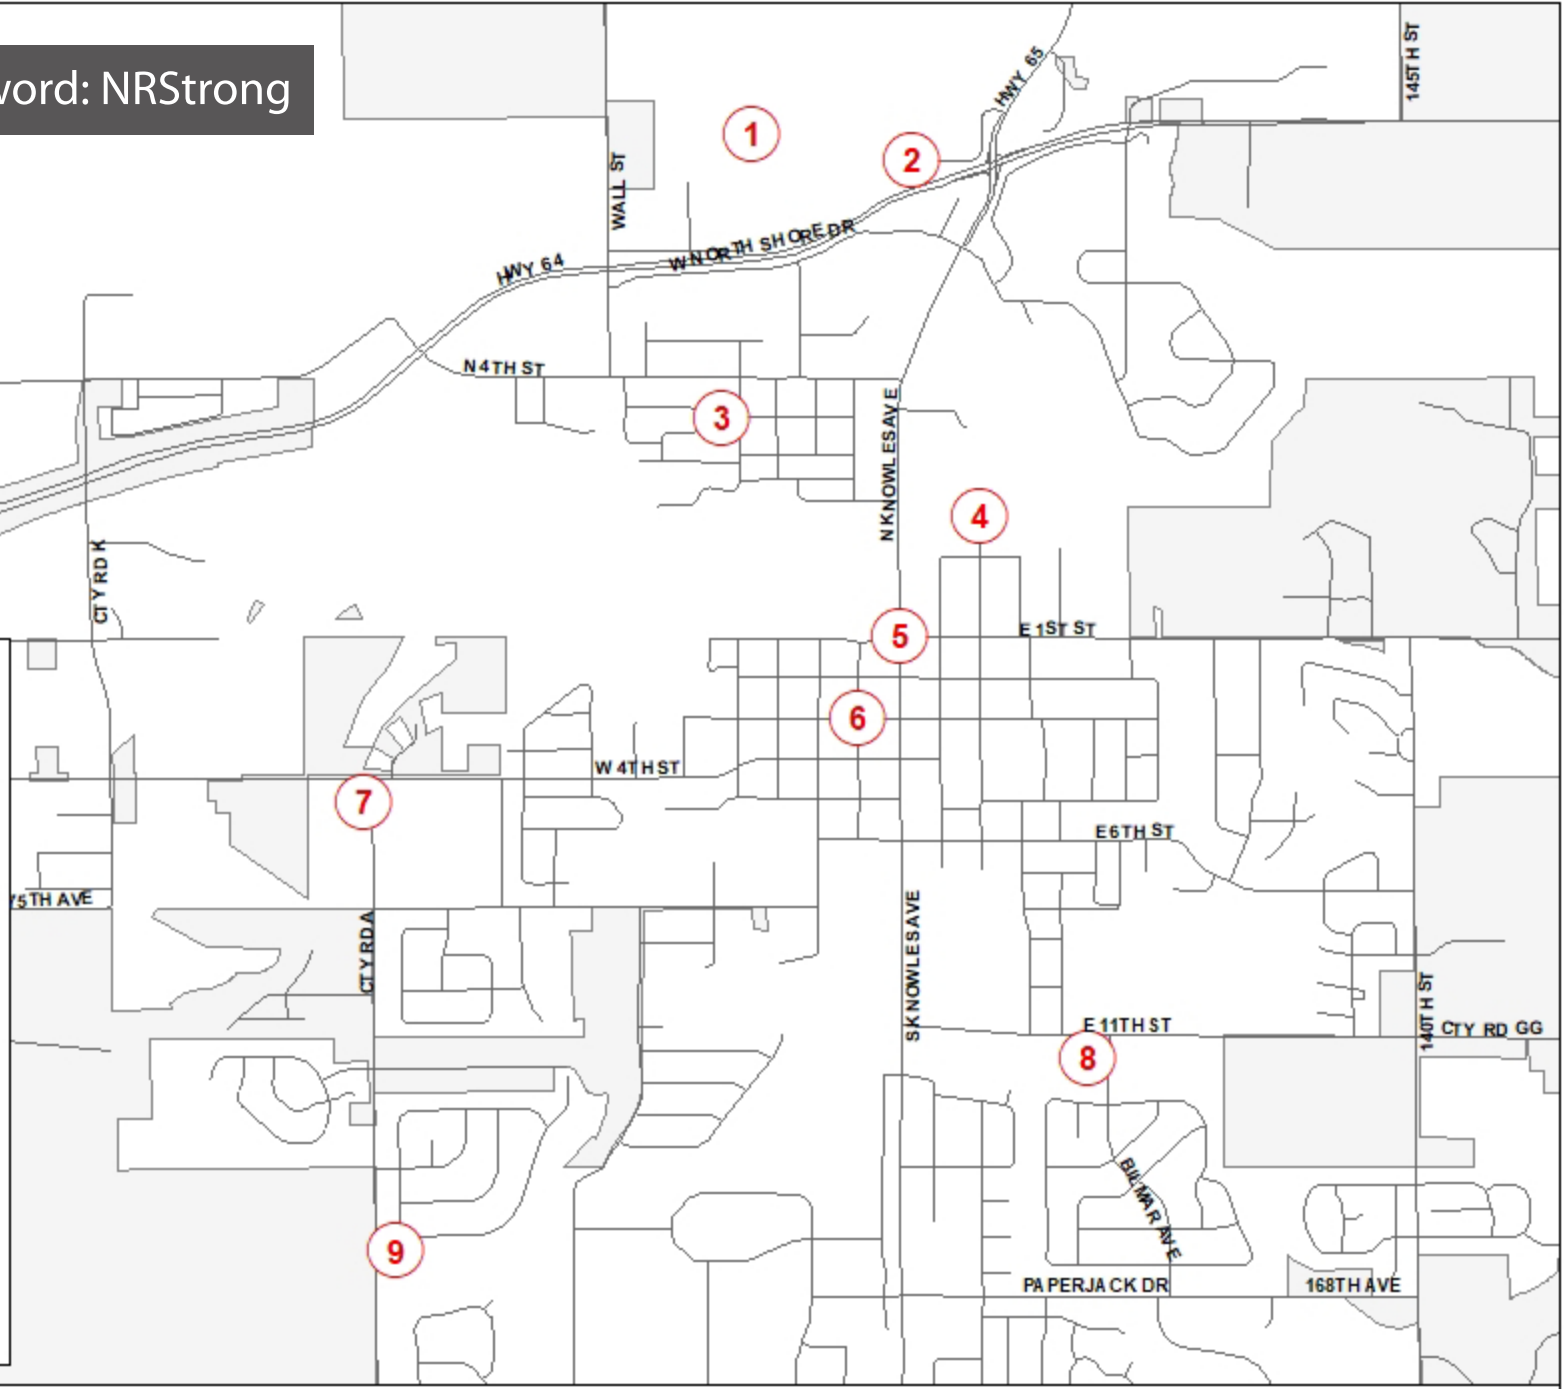 word: NRStrong
HWY 65
145TH ST
1
2
WALL ST
W NORTH SHORE DR
HWY 64
N 4TH ST
3
N KNOWLES AVE
4
CTY RD K
5
E 1ST ST
6
W 4TH ST
7
E 6TH ST
75TH AVE
CTY RD A
S KNOWLES AVE
140TH ST
E 11TH ST
CTY RD GG
8
BILMAR AVE
9
PAPERJACK DR
168TH AVE